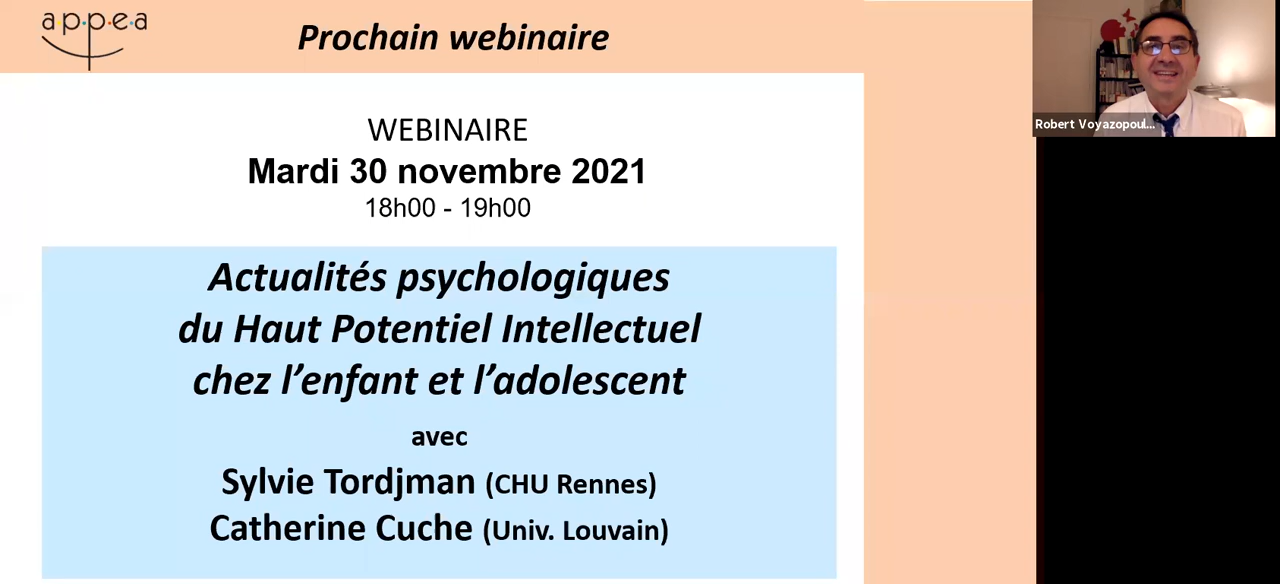 a·p·p·e·a
Prochain webinaire
Robert Voyazopoul...
WEBINAIRE
Mardi 30 novembre 2021
18h00 - 19h00
Actualités psychologiques
du Haut Potentiel Intellectuel
chez l’enfant et l’adolescent
avec
Sylvie Tordjman (CHU Rennes)
Catherine Cuche (Univ. Louvain)